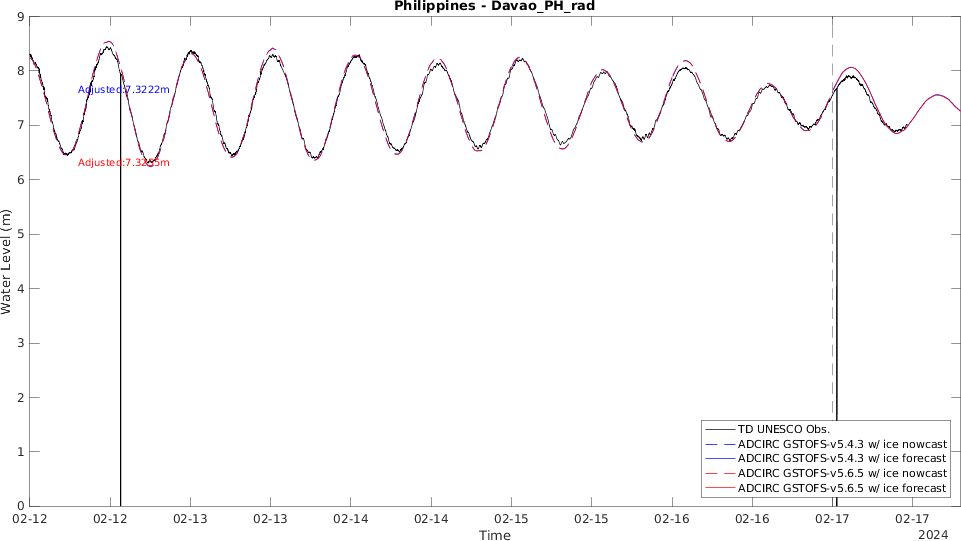 Philippines - Davao_PH_rad
9
8
7
6
5
4
3
2
1
0
Water Level (m)
Adjusted:7.3222m
TD UNESCO Obs.
ADCIRC GSTOFS-v5.4.3 w/ ice nowcast
ADCIRC GSTOFS-v5.4.3 w/ ice forecast
ADCIRC GSTOFS-v5.6.5 w/ ice nowcast
ADCIRC GSTOFS-v5.6.5 w/ ice forecast
02-12 02-12 02-13 02-13 02-14 02-14 02-15 02-15 02-16 02-16 02-17 02-17
Time
2024